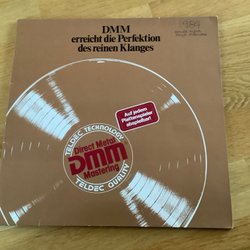 DMM
erreicht die Perfektion
des reinen Klanges
1984
TELDEC TECHNOLOGY
Direct Metal
DMM
Mastering
TELDEC QUALITY
Auf jedem
Plattenspieler
abspielbar!